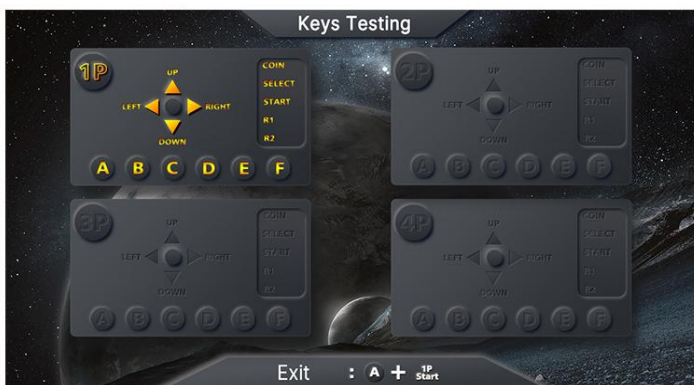 Keys Testing
1P
UP
LEFT
RIGHT
DOWN
COIN
SELECT
START
R1
R2
A B C D E F
2P
UP
LEFT
RIGHT
DOWN
COIN
SELECT
START
R1
R2
A B C D E F
3P
UP
LEFT
RIGHT
DOWN
COIN
SELECT
START
R1
R2
A B C D E F
4P
UP
LEFT
RIGHT
DOWN
COIN
SELECT
START
R1
R2
A B C D E F
Exit : A + 1P Start